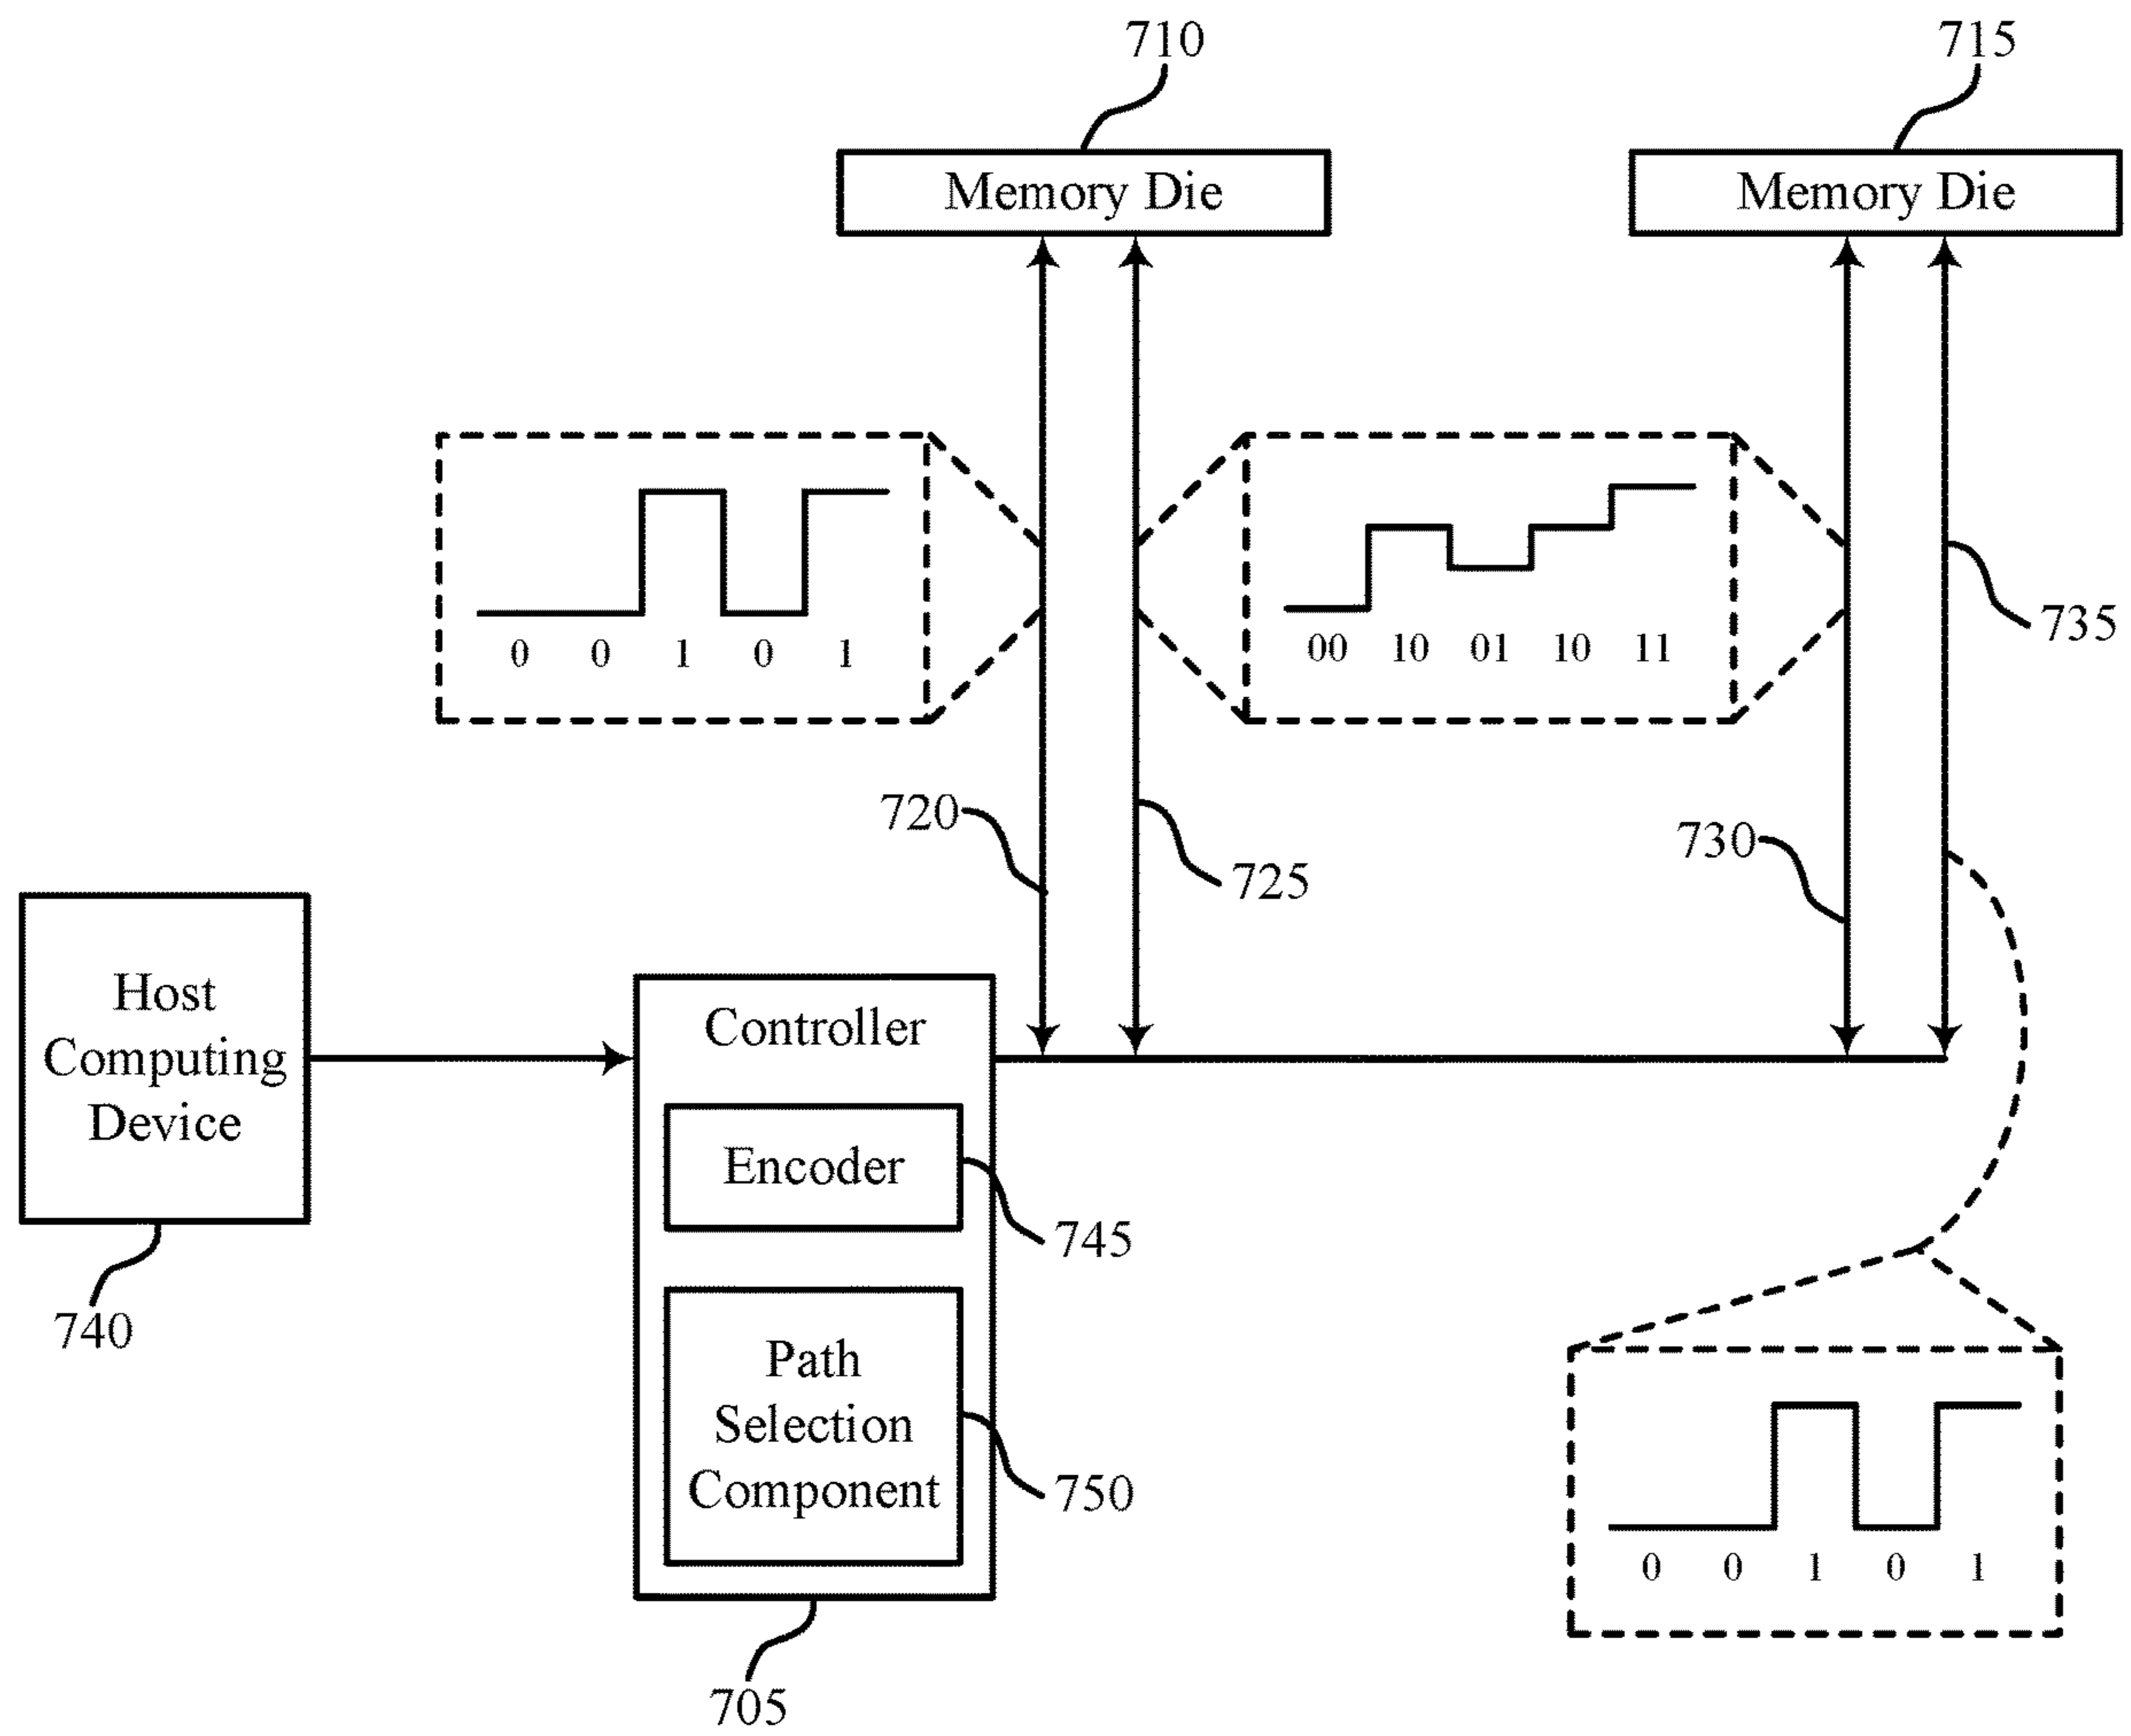 710
715
Memory Die
Memory Die
0 0 1 0 1
00 10 01 10 11
735
720
725
730
Host
Computing
Device
740
Controller
Encoder
745
Path
Selection
Component
750
705
0 0 1 0 1